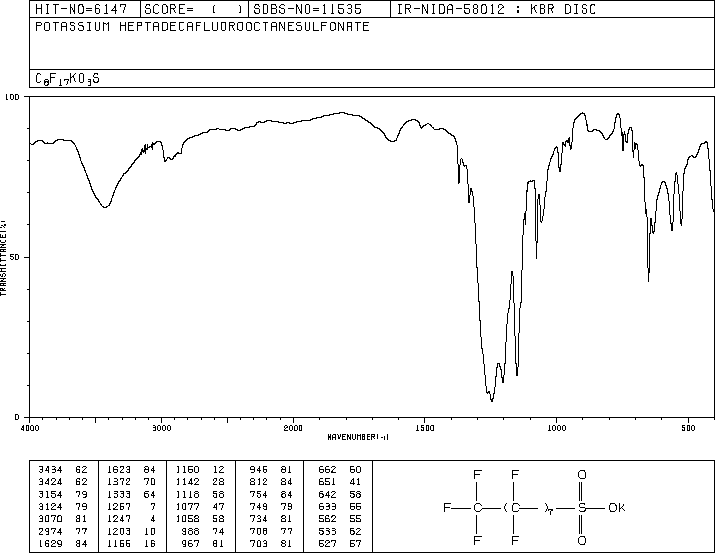 HIT-NO=6147 SCORE= ( ) SDBS-NO=11535 IR-NIDA-58012 : KBR DISC
POTASSIUM HEPTADECAFLUOROOCTANESULFONATE
C8F17KO3S
100
50
0
TRANSMITTANCE(%)
4000 3000 2000 1500 1000 500
WAVENUMBER(-1)
3434 62 1623 84 1150 12 945 81 662 60
3424 62 1372 70 1142 28 812 84 651 41
3154 79 1333 64 1118 58 754 84 642 58
3124 79 1267 7 1077 47 749 79 633 55
3070 81 1247 4 1058 58 734 81 562 55
2974 77 1203 10 988 74 708 77 533 62
1629 84 1166 16 967 81 703 81 527 57
F F O
F C ( C )7 S OK
F F O